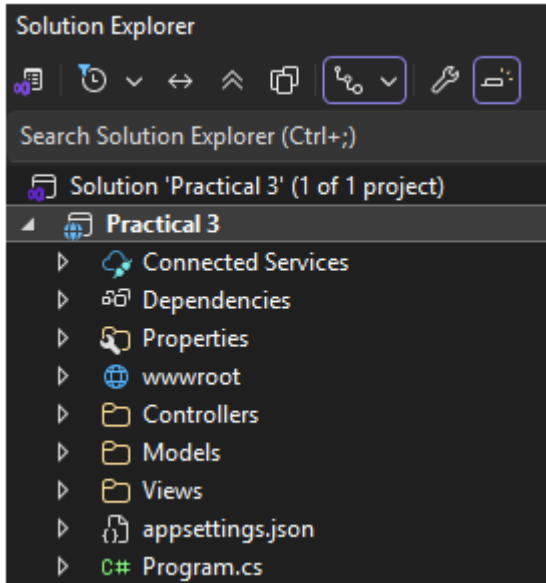 Solution Explorer
Search Solution Explorer (Ctrl+;)
Solution 'Practical 3' (1 of 1 project)
Practical 3
Connected Services
Dependencies
Properties
wwwroot
Controllers
Models
Views
appsettings.json
C# Program.cs